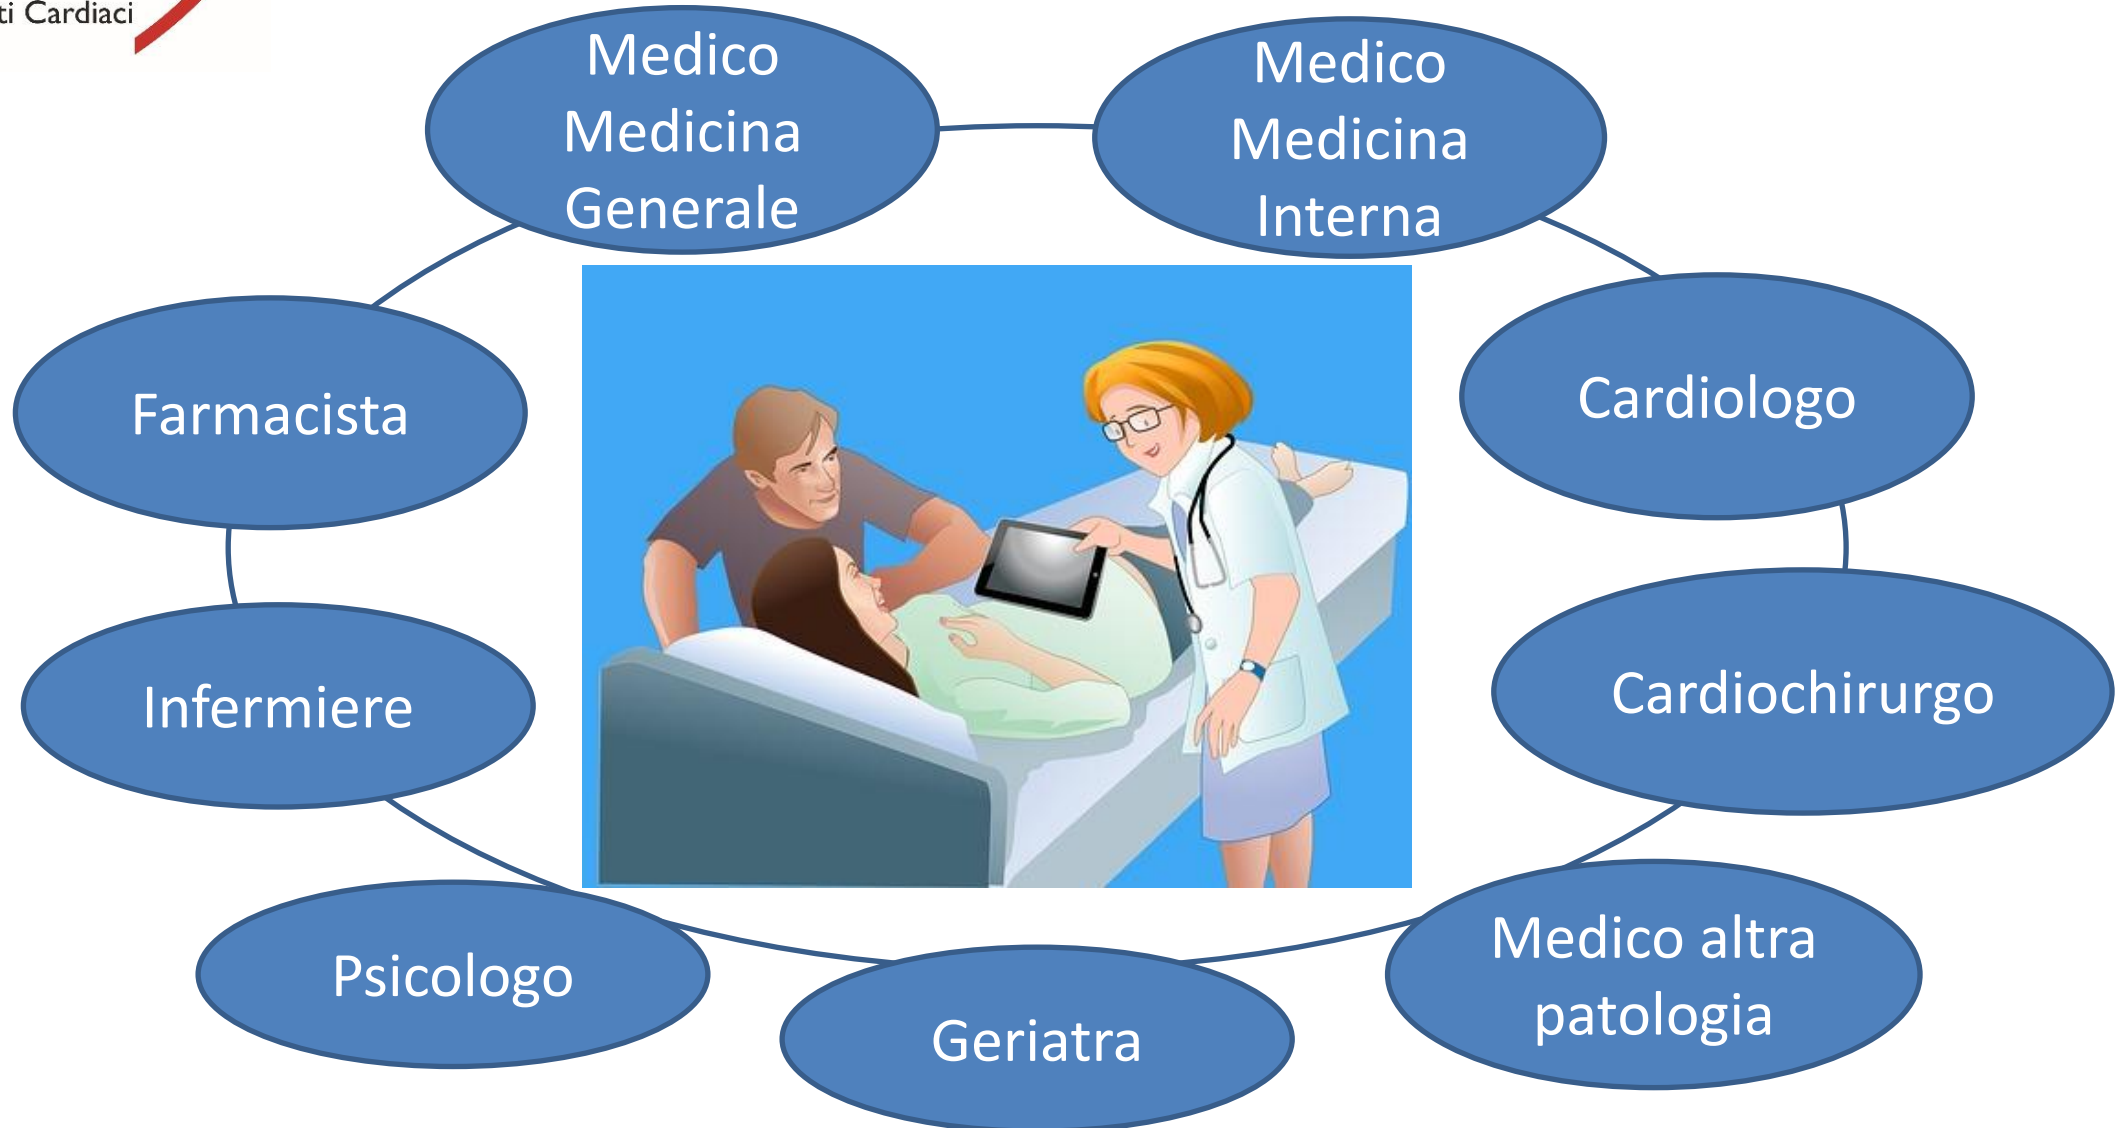 ti Cardiaci
Medico
Medicina
Generale
Medico
Medicina
Interna
Farmacista
Cardiologo
Infermiere
Cardiochirurgo
Psicologo
Geriatra
Medico altra
patologia